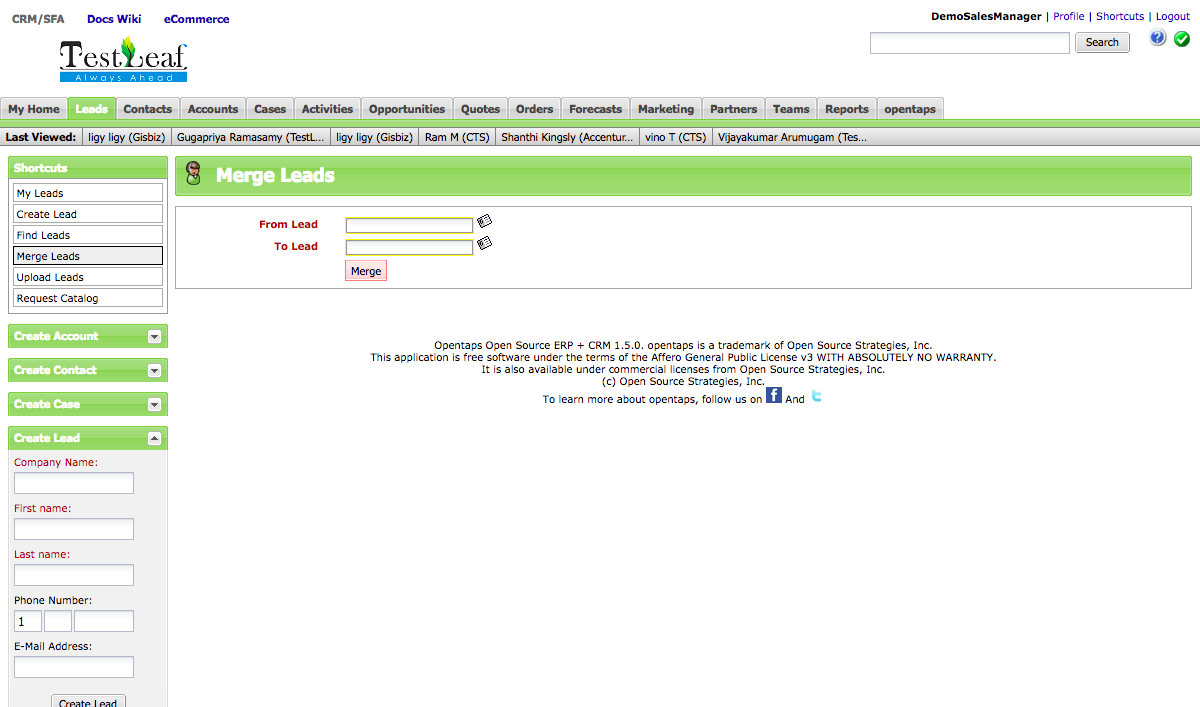 CRM/SFA Docs Wiki eCommerce
DemoSalesManager | Profile | Shortcuts | Logout
Search
TestLeaf
Always Ahead
My Home Leads Contacts Accounts Cases Activities Opportunities Quotes Orders Forecasts Marketing Partners Teams Reports opentaps
Last Viewed: ligy ligy (Gisbiz) Gugapriya Ramasamy (TestL... ligy ligy (Gisbiz) Ram M (CTS) Shanthi Kingsly (Accentur... vino T (CTS) Vijayakumar Arumugam (Tes...
Shortcuts
My Leads
Create Lead
Find Leads
Merge Leads
Upload Leads
Request Catalog
Create Account
Create Contact
Create Case
Create Lead
Company Name:
First name:
Last name:
Phone Number:
1
E-Mail Address:
Create Lead
Merge Leads
From Lead
To Lead
Merge
Opentaps Open Source ERP + CRM 1.5.0. opentaps is a trademark of Open Source Strategies, Inc.
This application is free software under the terms of the Affero General Public License v3 WITH ABSOLUTELY NO WARRANTY.
It is also available under commercial licenses from Open Source Strategies, Inc.
(c) Open Source Strategies, Inc.
To learn more about opentaps, follow us on f And t